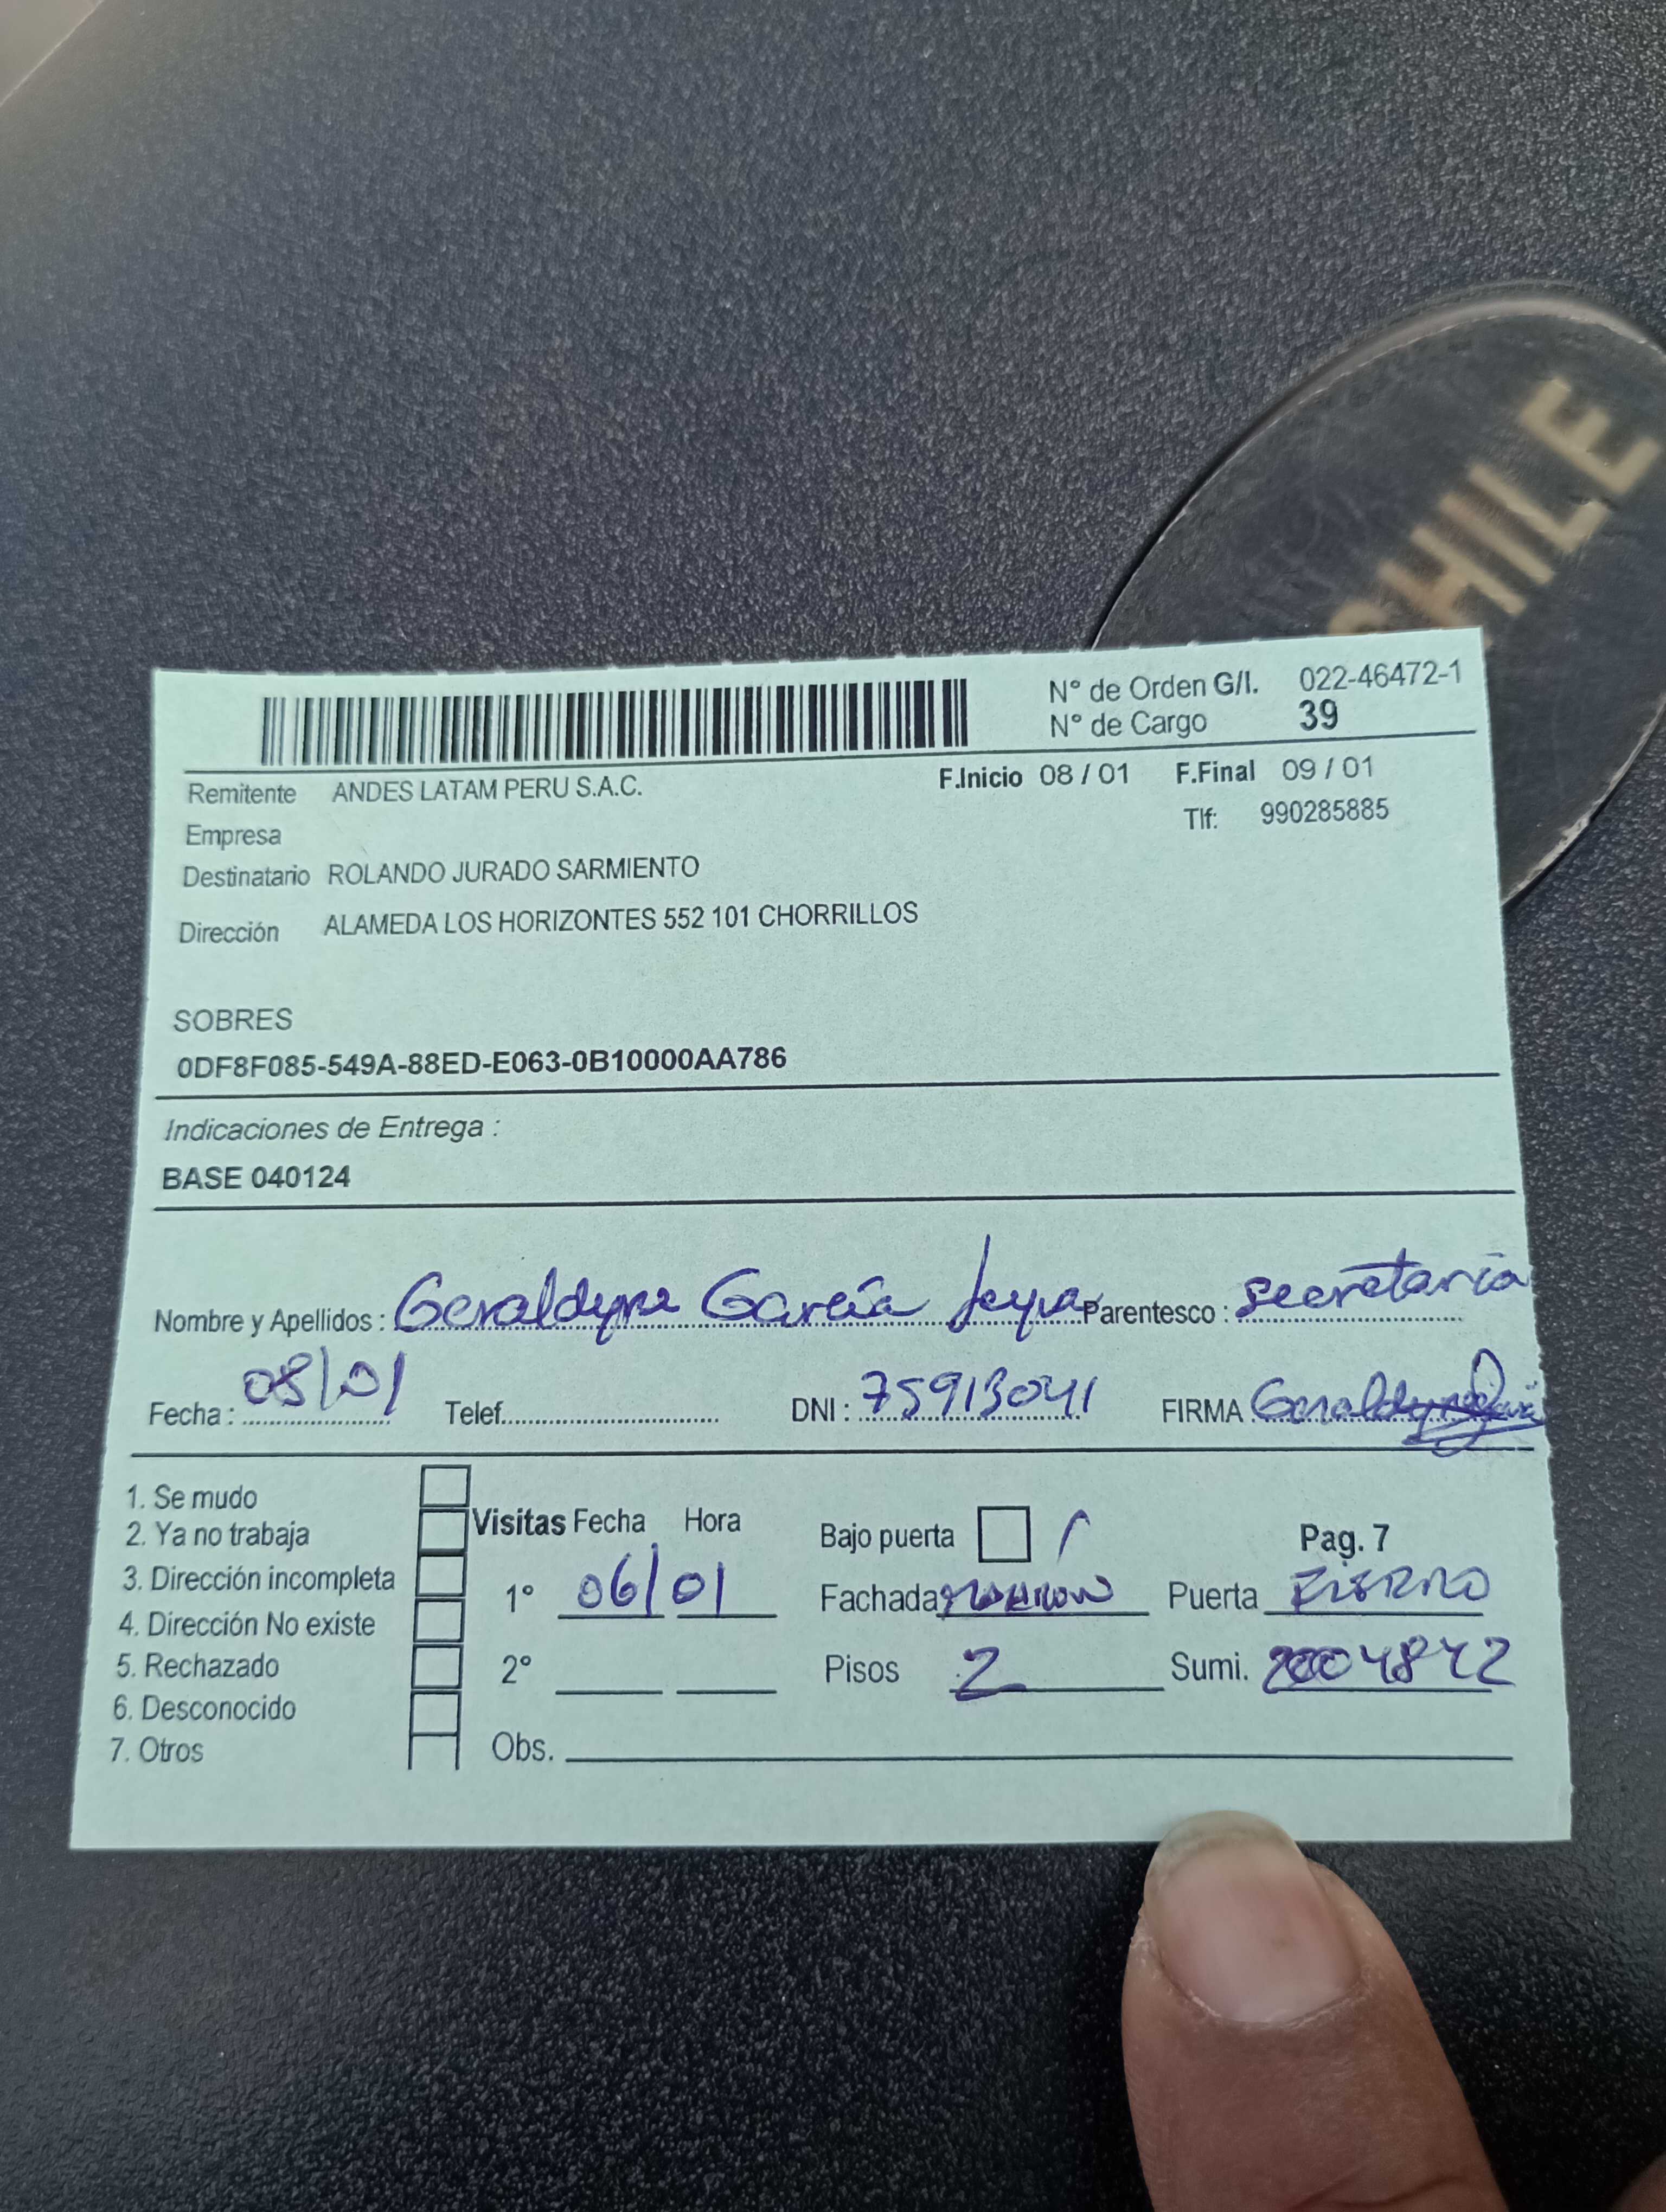 PHILE
N° de Orden G/I. 022-46472-1
N° de Cargo 39
Remitente ANDES LATAM PERU S.A.C. F.Inicio 08 / 01 F.Final 09 / 01
Empresa Tlf: 990285885
Destinatario ROLANDO JURADO SARMIENTO
Dirección ALAMEDA LOS HORIZONTES 552 101 CHORRILLOS
SOBRES
0DF8F085-549A-88ED-E063-0B10000AA786
Indicaciones de Entrega :
BASE 040124
Nombre y Apellidos : Geraldyne García Parentesco : secretaria
Fecha : 08/01 Telef. DNI : 75913041 FIRMA Geraldyne
1. Se mudo
2. Ya no trabaja Visitas Fecha Hora Bajo puerta Pag. 7
3. Dirección incompleta 1° 06/01 Fachada Puerta FIERRO
4. Dirección No existe
5. Rechazado 2° Pisos 2 Sumi.
6. Desconocido
7. Otros Obs.